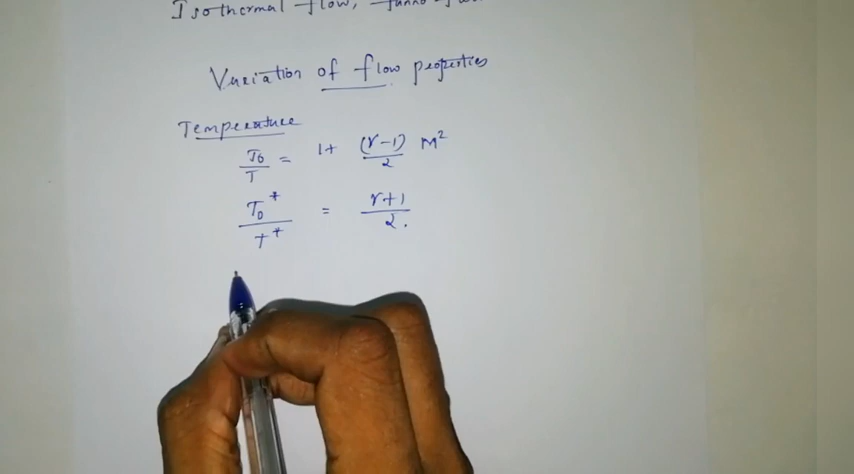 Isothermal flow,
Variation of flow properties
Temperature
T0/T = 1+ (γ-1)/2 M²
T0*/T* = γ+1/2.